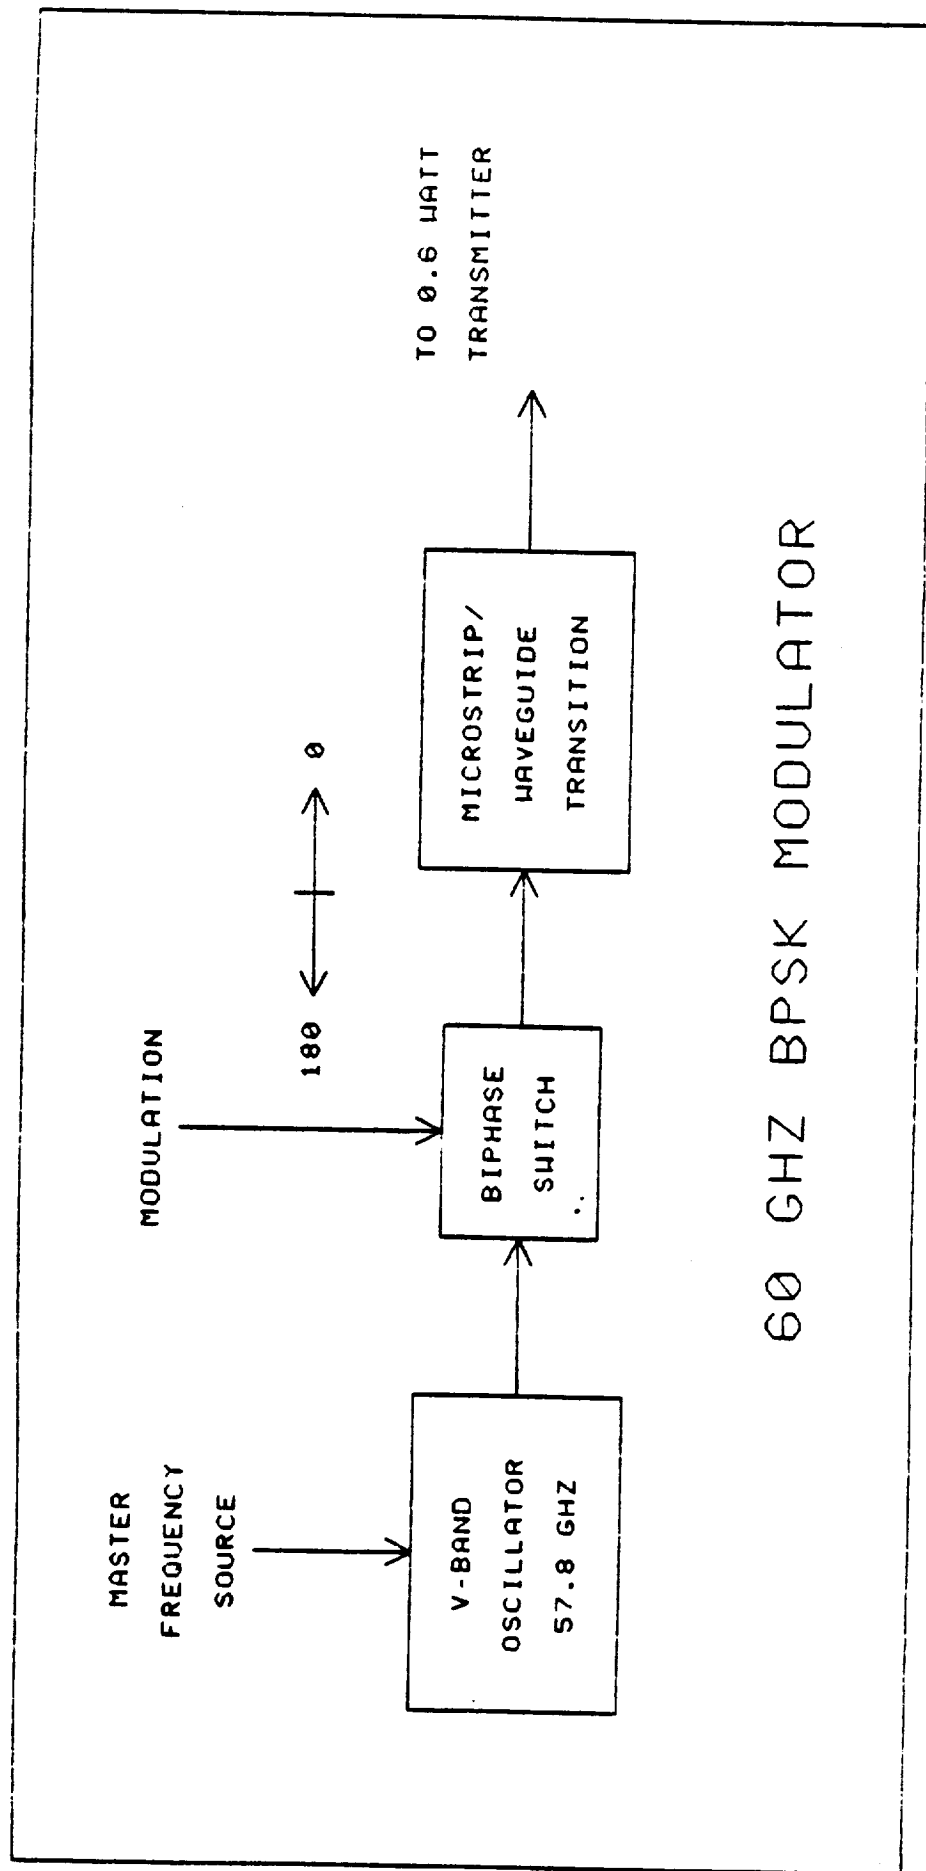 MASTER
FREQUENCY
SOURCE
MODULATION
180 0
TO 0.6 WATT
TRANSMITTER
V-BAND
OSCILLATOR
57.8 GHZ
BIPHASE
SWITCH
MICROSTRIP/
WAVEGUIDE
TRANSITION
60 GHZ BPSK MODULATOR